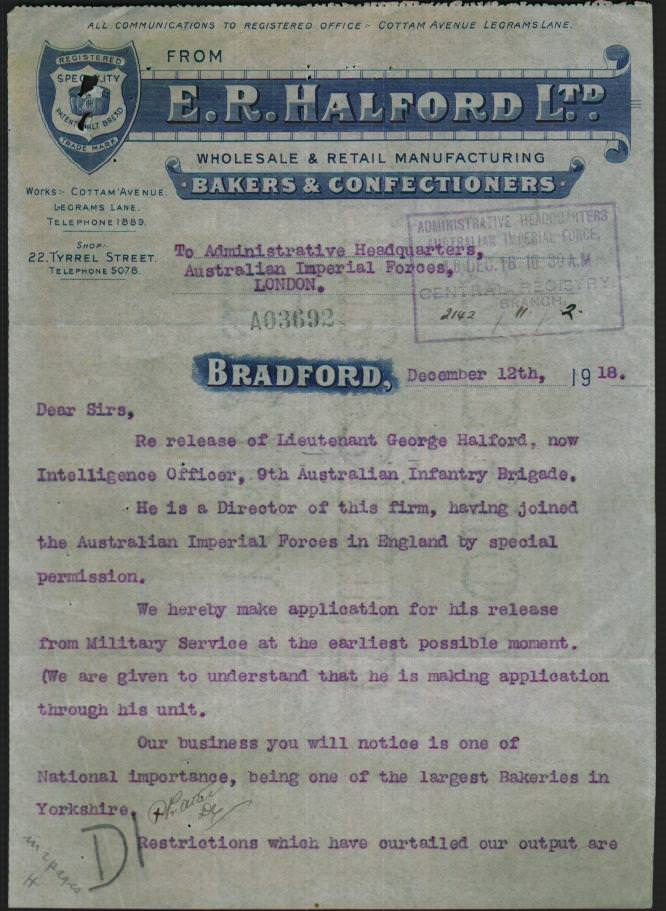 ALL COMMUNICATIONS TO REGISTERED OFFICE:- COTTAM AVENUE LEGRAMS LANE.
REGISTERED
SPECIALITY
PATENT MALT BREAD
TRADE MARK
FROM
E.R. HALFORD LTD.
WHOLESALE & RETAIL MANUFACTURING
BAKERS & CONFECTIONERS
WORKS:- COTTAM AVENUE.
LEGRAMS LANE.
TELEPHONE 1889.
SHOP:-
22, TYRREL STREET.
TELEPHONE 5078.
To Administrative Headquarters,
Australian Imperial Forces,
LONDON.
ADMINISTRATIVE HEADQUARTERS
AUSTRALIAN IMPERIAL FORCE,
DEC. 18 10 30 A.M
CENTRAL REGISTRY
BRANCH.
2142 / 11 / 2.
A03692
BRADFORD, December 12th, 1918.
Dear Sirs,
Re release of Lieutenant George Halford, now
Intelligence Officer, 9th Australian Infantry Brigade.
He is a Director of this firm, having joined
the Australian Imperial Forces in England by special
permission.
We hereby make application for his release
from Military Service at the earliest possible moment.
(We are given to understand that he is making application
through his unit.
Our business you will notice is one of
National importance, being one of the largest Bakeries in
Yorkshire.
D1
Restrictions which have curtailed our output are